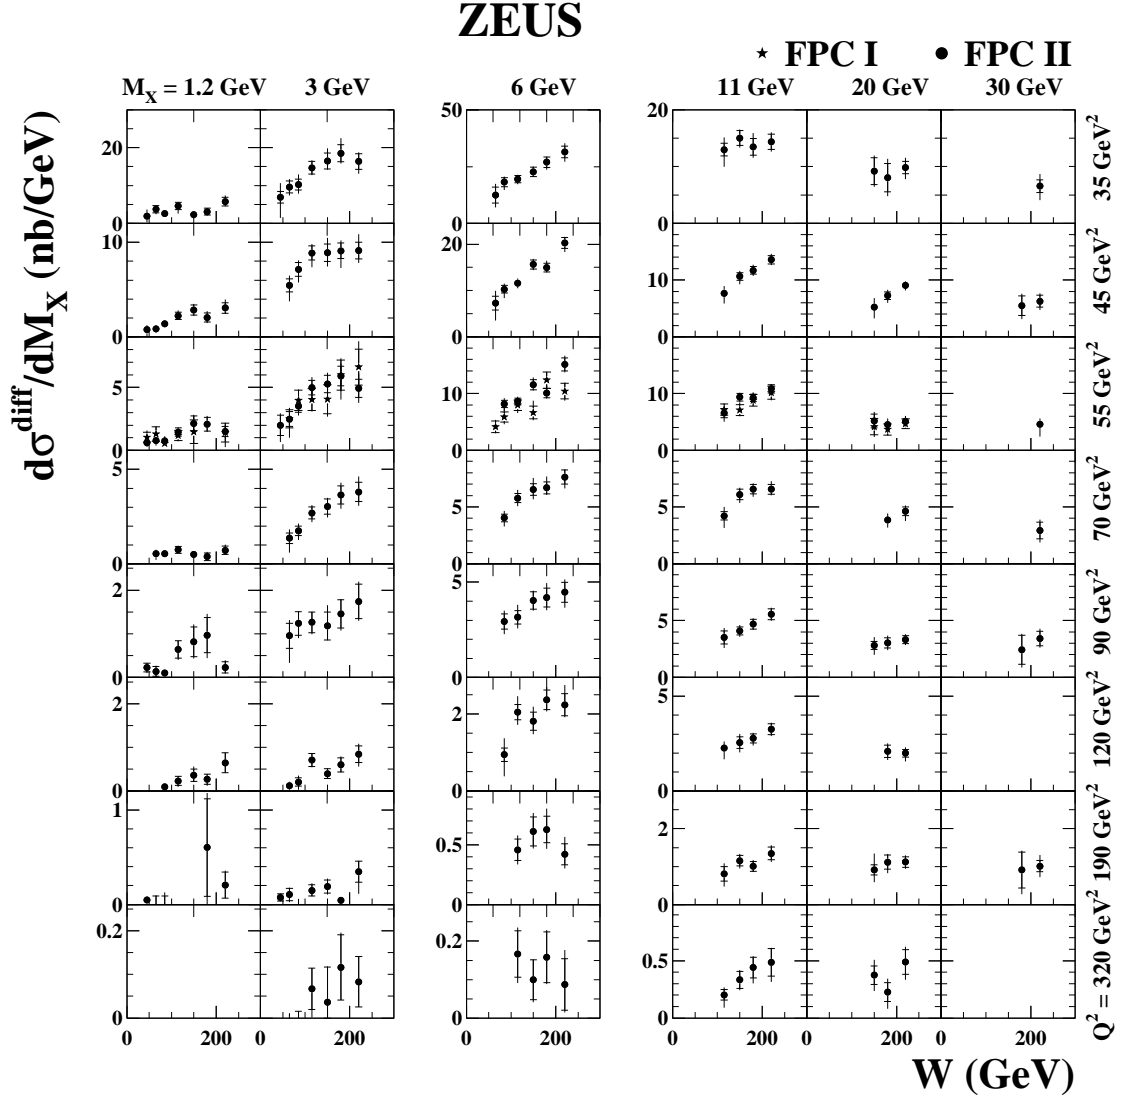 ZEUS
★ FPC I ● FPC II
M_X = 1.2 GeV 3 GeV 6 GeV 11 GeV 20 GeV 30 GeV
dσ^diff/dM_X (nb/GeV)
20 0 50 25 0 20 10 0 35 GeV²
10 0 20 0 10 0 45 GeV²
5 0 10 0 10 0 55 GeV²
5 0 5 0 5 0 70 GeV²
2 0 5 0 5 0 90 GeV²
2 0 2 0 5 0 120 GeV²
1 0 0.5 0 2 0 190 GeV²
0.2 0 0.2 0 0.5 0 Q² = 320 GeV²
0 200 0 200 0 200 0 200 0 200 0 200
W (GeV)